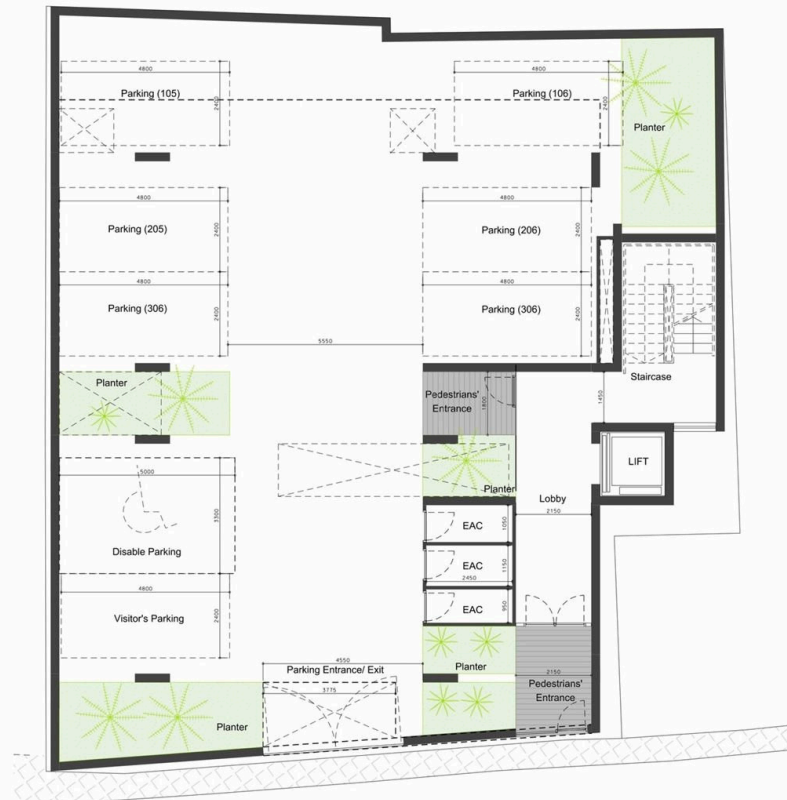 4800
4800
Parking (105)
2400
Parking (106)
2400
Planter
4800
4800
Parking (205)
2400
Parking (206)
2400
4800
4800
Parking (306)
2400
Parking (306)
2400
5550
Planter
Staircase
Pedestrians'
Entrance
1800
1450
LIFT
5000
Planter
Lobby
2150
3300
EAC
1050
Disable Parking
EAC
1150
2450
4800
Visitor's Parking
2400
EAC
950
4550
Parking Entrance/ Exit
Planter
2150
3775
Pedestrians'
Entrance
Planter